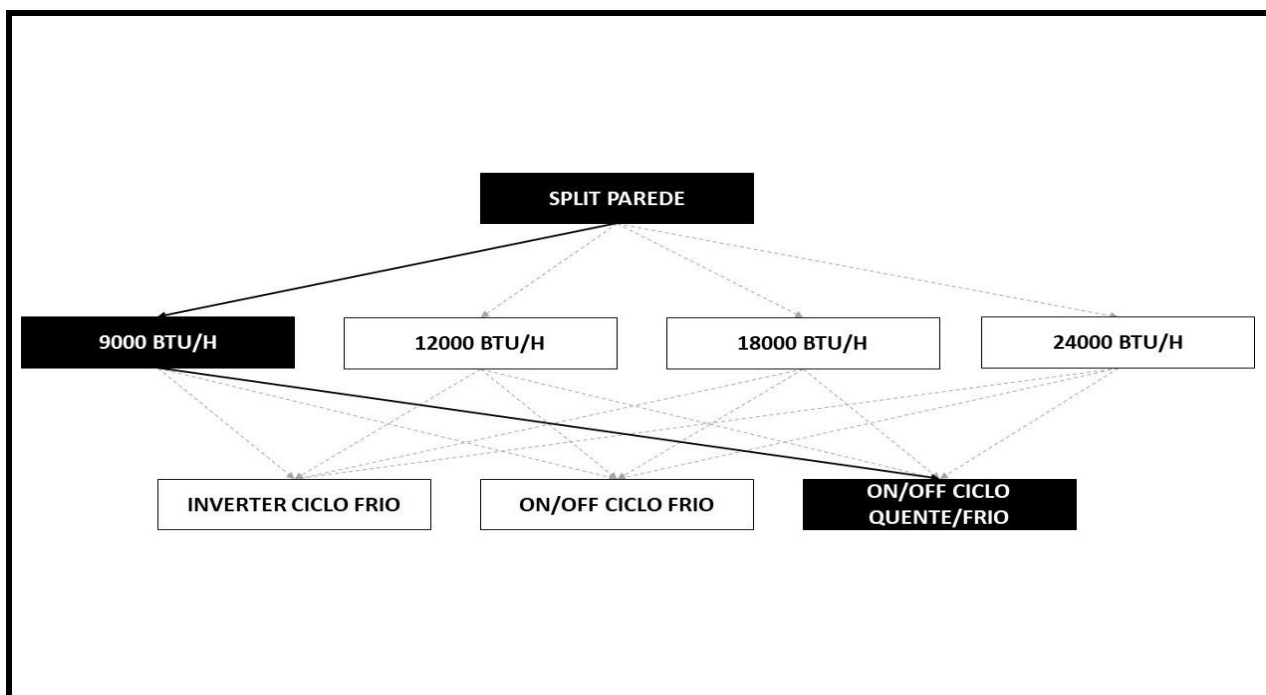 SPLIT PAREDE
9000 BTU/H
12000 BTU/H
18000 BTU/H
24000 BTU/H
INVERTER CICLO FRIO
ON/OFF CICLO FRIO
ON/OFF CICLO
QUENTE/FRIO